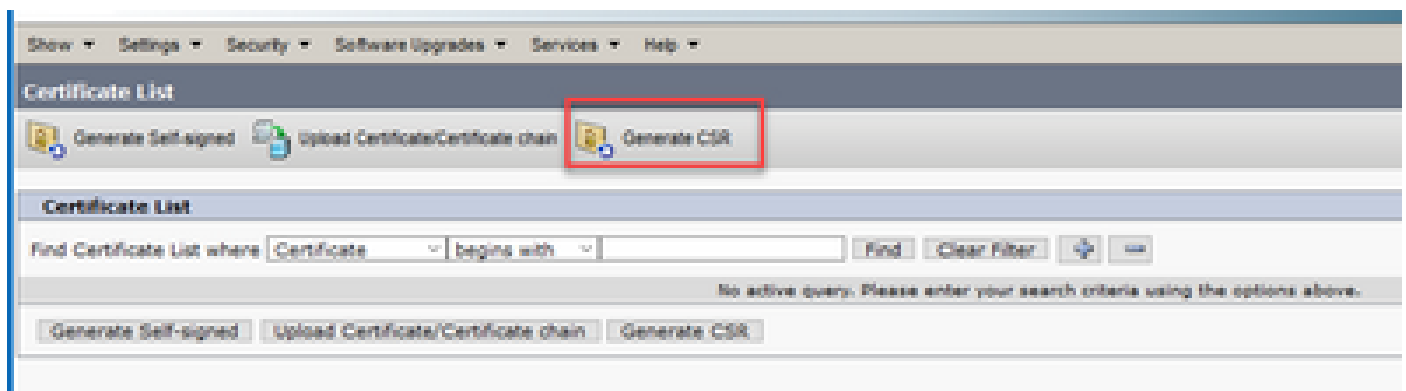 Show Settings Security Software Upgrades Services Help
Certificate List
Generate Self-signed Upload Certificate/Certificate chain Generate CSR
Certificate List
Find Certificate List where Certificate begins with Find Clear Filter
No active query. Please enter your search criteria using the options above.
Generate Self-signed Upload Certificate/Certificate chain Generate CSR